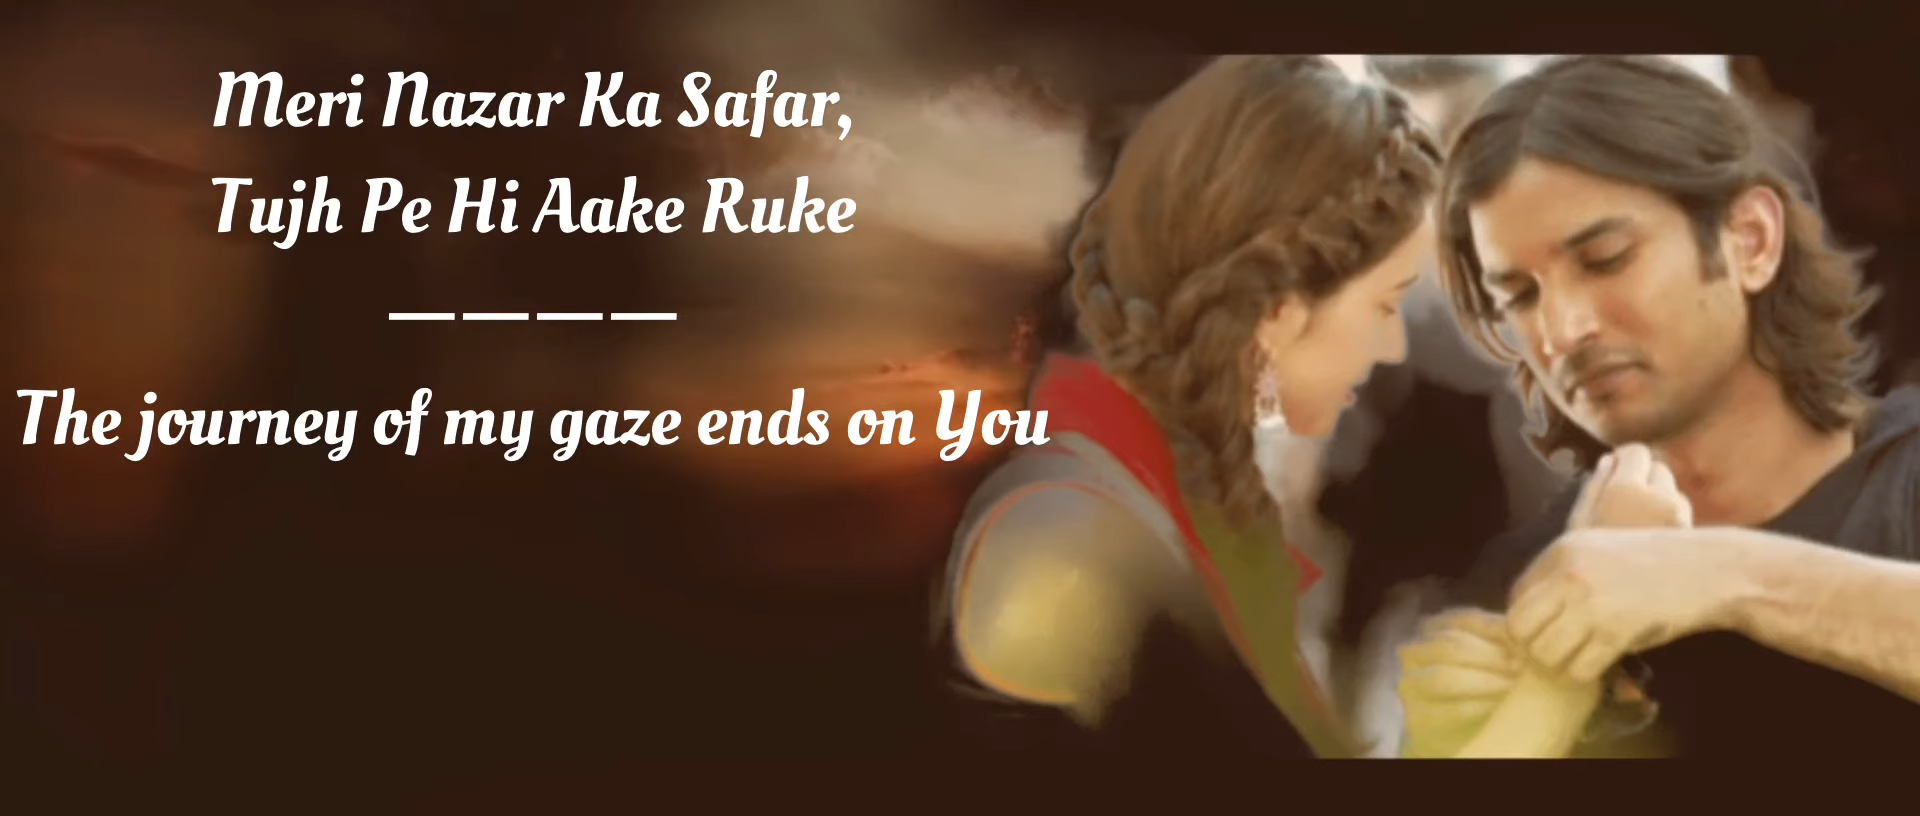 Meri Nazar Ka Safar,
Tujh Pe Hi Aake Ruke
————
The journey of my gaze ends on You